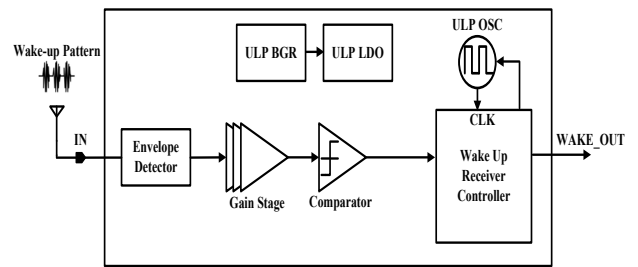 ULP OSC
Wake-up Pattern
ULP BGR
ULP LDO
IN
CLK
WAKE_OUT
Envelope
Detector
Wake Up
Receiver
Controller
Gain Stage
Comparator